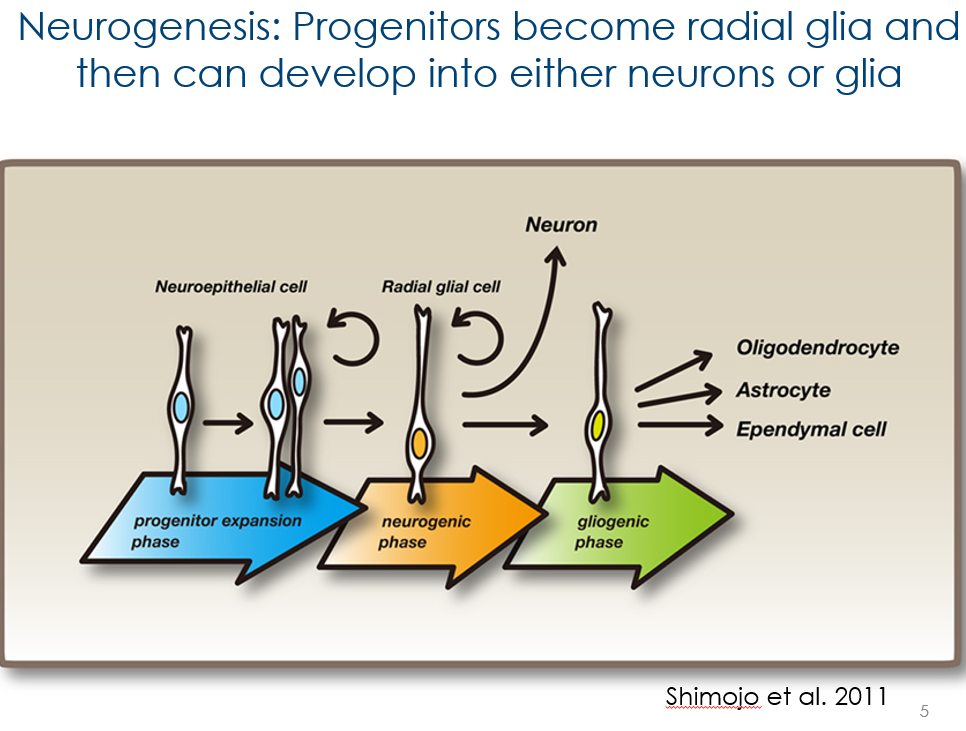 Neurogenesis: Progenitors become radial glia and
then can develop into either neurons or glia
Neuron
Neuroepithelial cell
Radial glial cell
Oligodendrocyte
Astrocyte
Ependymal cell
progenitor expansion
phase
neurogenic
phase
gliogenic
phase
Shimojo et al. 2011
5